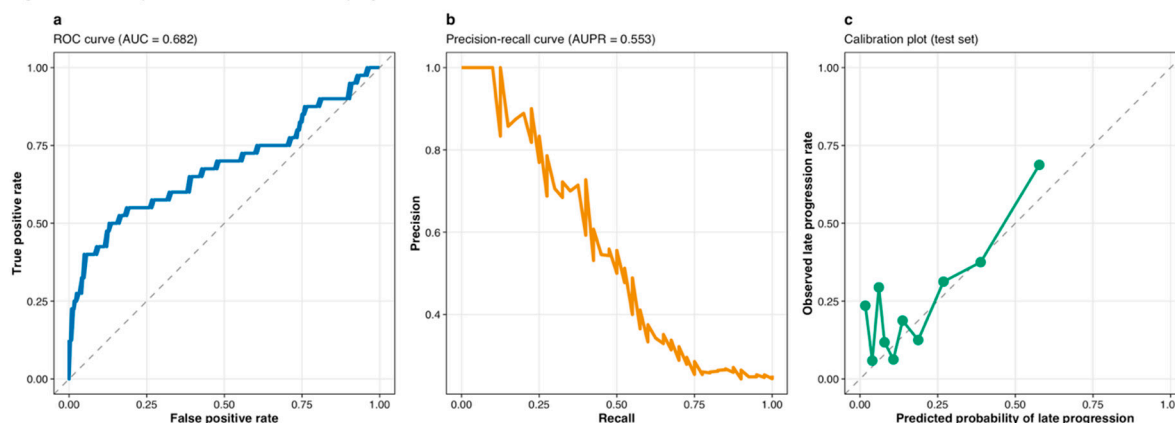 a
ROC curve (AUC = 0.682)
1.00
0.75
0.50
0.25
0.00
0.00 0.25 0.50 0.75 1.00
False positive rate
True positive rate
b
Precision-recall curve (AUPR = 0.553)
1.0
0.8
0.6
0.4
0.00 0.25 0.50 0.75 1.00
Recall
Precision
c
Calibration plot (test set)
1.00
0.75
0.50
0.25
0.00
0.00 0.25 0.50 0.75 1.0
Predicted probability of late progression
Observed late progression rate